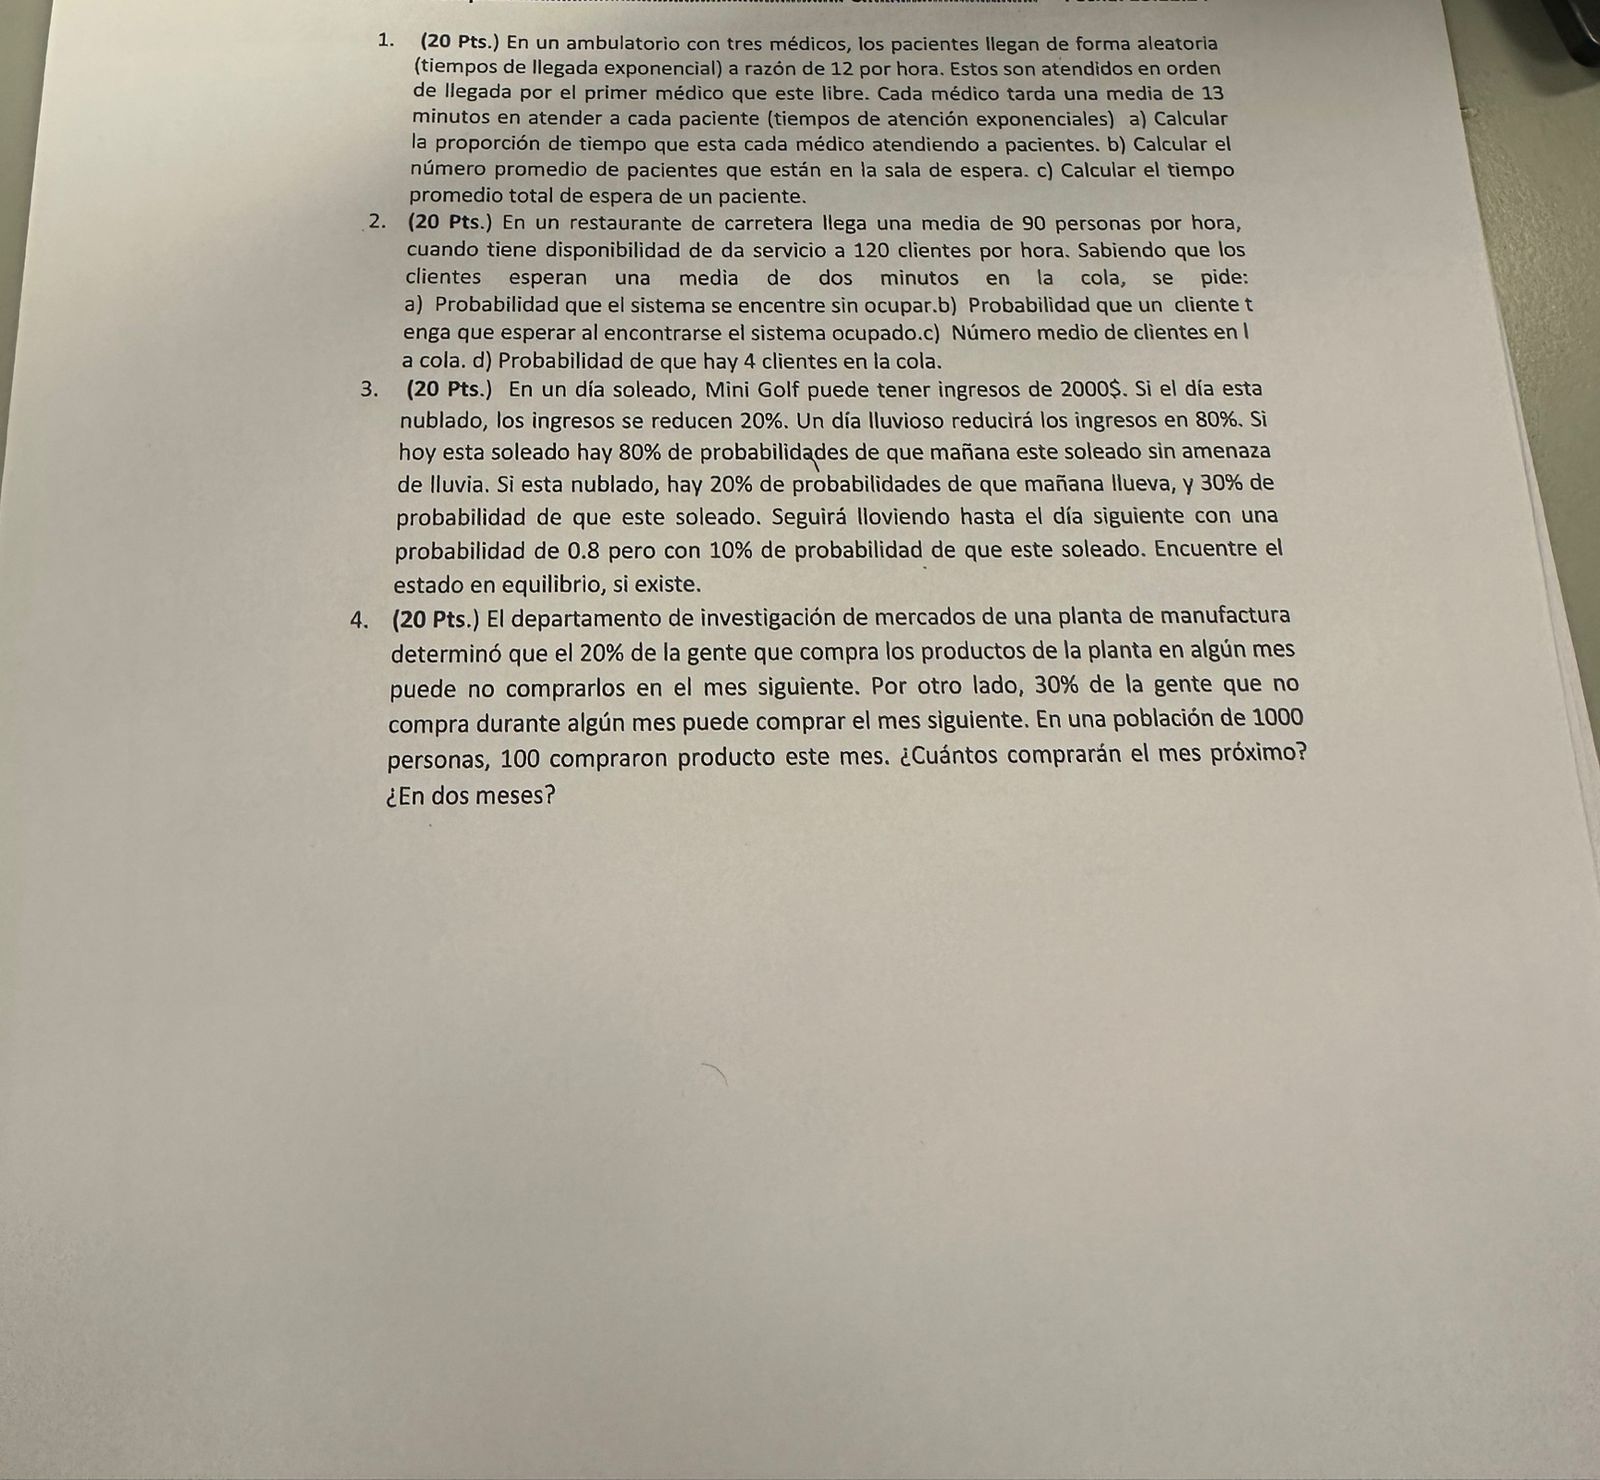 1. (20 Pts.) En un ambulatorio con tres médicos, los pacientes llegan de forma aleatoria
(tiempos de llegada exponencial) a razón de 12 por hora. Estos son atendidos en orden
de llegada por el primer médico que este libre. Cada médico tarda una media de 13
minutos en atender a cada paciente (tiempos de atención exponenciales) a) Calcular
la proporción de tiempo que esta cada médico atendiendo a pacientes. b) Calcular el
número promedio de pacientes que están en la sala de espera. c) Calcular el tiempo
promedio total de espera de un paciente.
2. (20 Pts.) En un restaurante de carretera llega una media de 90 personas por hora,
cuando tiene disponibilidad de da servicio a 120 clientes por hora. Sabiendo que los
clientes esperan una media de dos minutos en la cola, se pide:
a) Probabilidad que el sistema se encentre sin ocupar.b) Probabilidad que un cliente t
enga que esperar al encontrarse el sistema ocupado.c) Número medio de clientes en l
a cola. d) Probabilidad de que hay 4 clientes en la cola.
3. (20 Pts.) En un día soleado, Mini Golf puede tener ingresos de 2000$. Si el día esta
nublado, los ingresos se reducen 20%. Un día lluvioso reducirá los ingresos en 80%. Si
hoy esta soleado hay 80% de probabilidades de que mañana este soleado sin amenaza
de lluvia. Si esta nublado, hay 20% de probabilidades de que mañana llueva, y 30% de
probabilidad de que este soleado. Seguirá lloviendo hasta el día siguiente con una
probabilidad de 0.8 pero con 10% de probabilidad de que este soleado. Encuentre el
estado en equilibrio, si existe.
4. (20 Pts.) El departamento de investigación de mercados de una planta de manufactura
determinó que el 20% de la gente que compra los productos de la planta en algún mes
puede no comprarlos en el mes siguiente. Por otro lado, 30% de la gente que no
compra durante algún mes puede comprar el mes siguiente. En una población de 1000
personas, 100 compraron producto este mes. ¿Cuántos comprarán el mes próximo?
¿En dos meses?